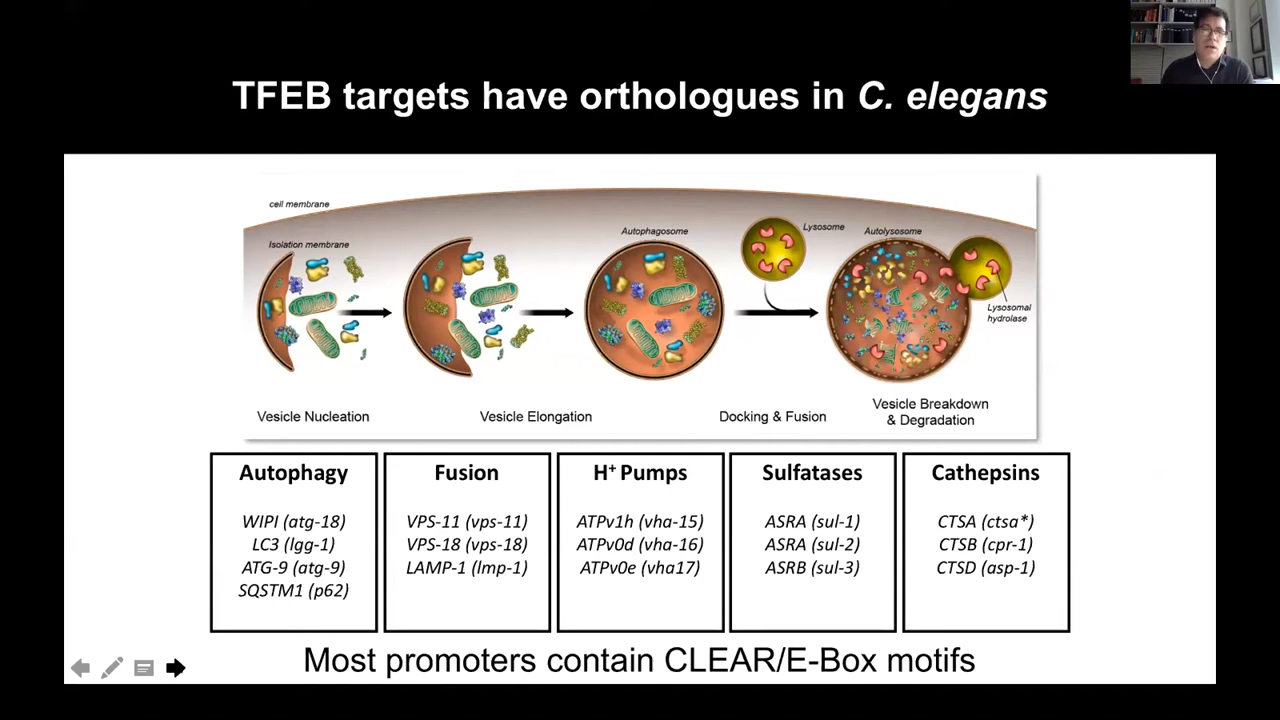 TFEB targets have orthologues in C. elegans
cell membrane
Isolation membrane
Autophagosome
Lysosome
Autolysosome
Lysosomal
hydrolase
Vesicle Nucleation
Vesicle Elongation
Docking & Fusion
Vesicle Breakdown
& Degradation
Autophagy
WIPI (atg-18)
LC3 (lgg-1)
ATG-9 (atg-9)
SQSTM1 (p62)
Fusion
VPS-11 (vps-11)
VPS-18 (vps-18)
LAMP-1 (lmp-1)
H⁺ Pumps
ATPv1h (vha-15)
ATPv0d (vha-16)
ATPv0e (vha17)
Sulfatases
ASRA (sul-1)
ASRA (sul-2)
ASRB (sul-3)
Cathepsins
CTSA (ctsa*)
CTSB (cpr-1)
CTSD (asp-1)
Most promoters contain CLEAR/E-Box motifs